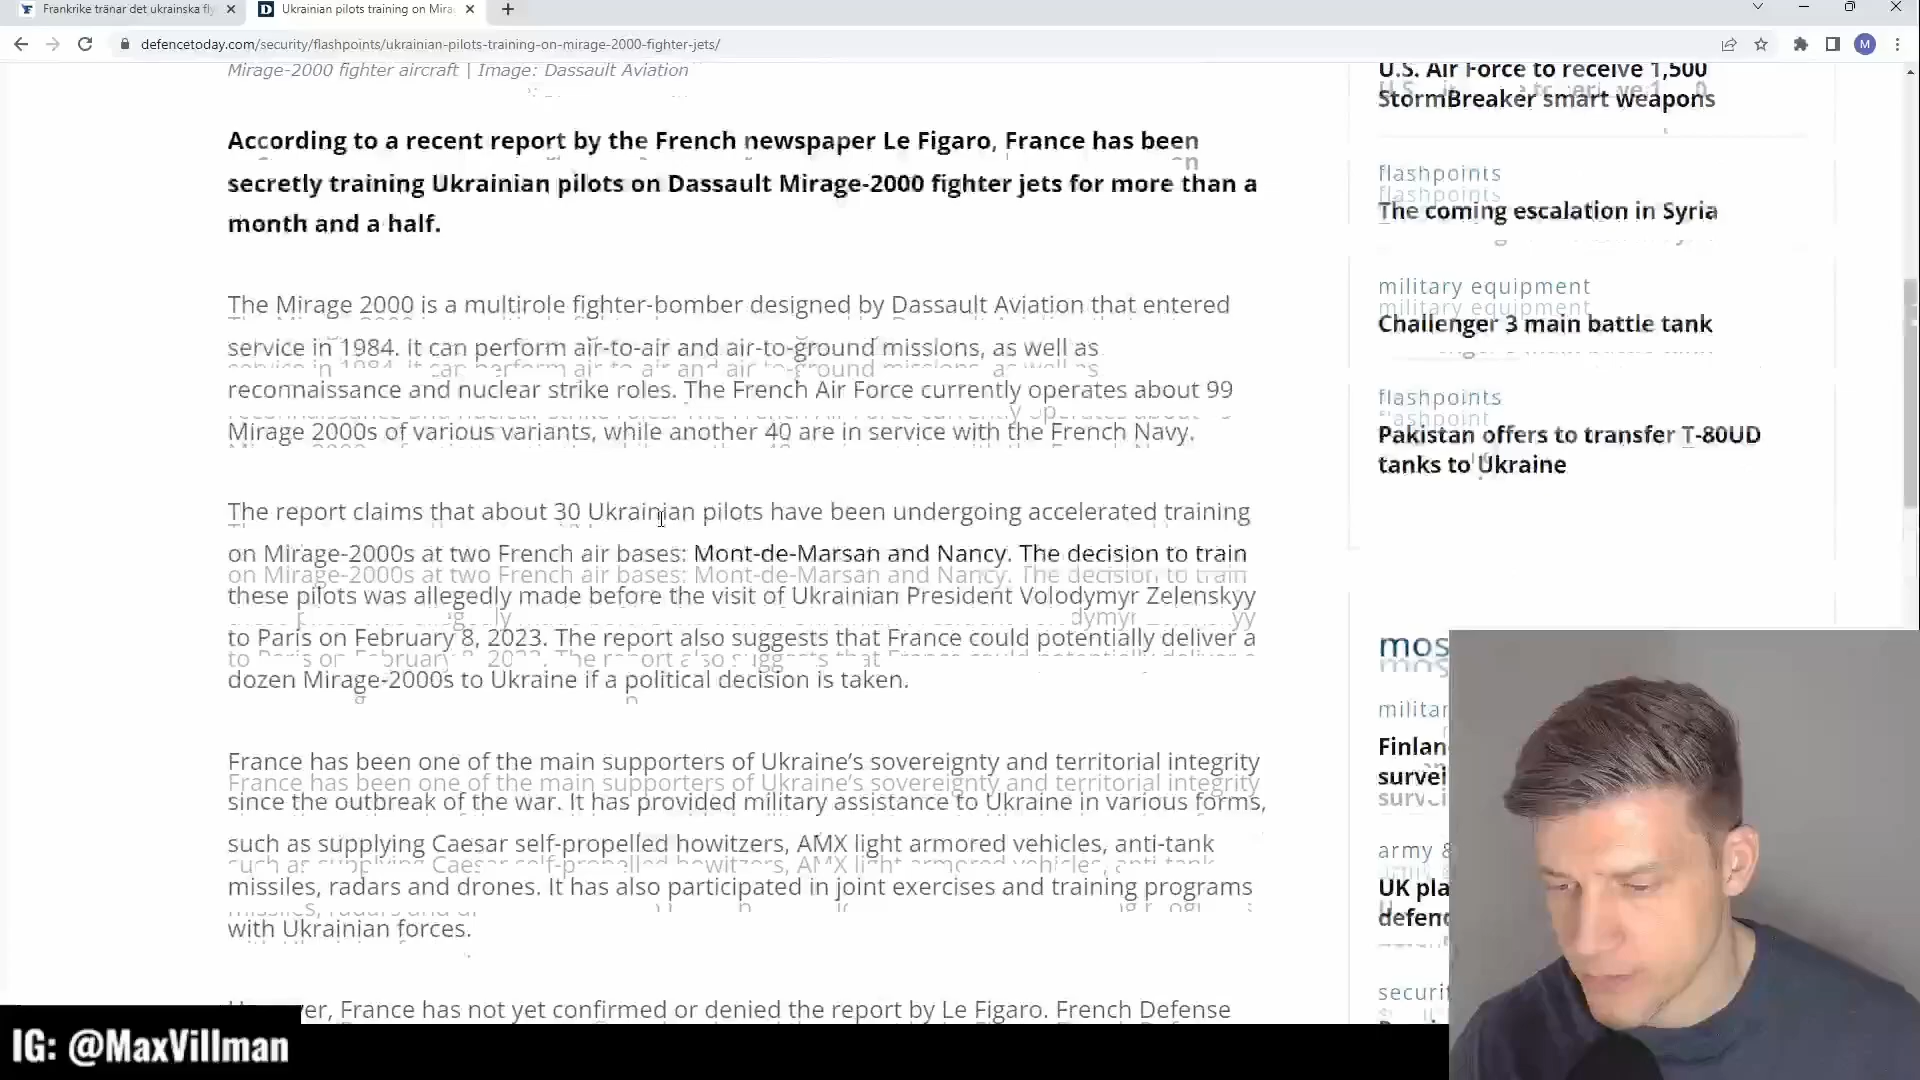 Frankrike tränar det ukrainska fly
Ukrainian pilots training on Mira
defencetoday.com/security/flashpoints/ukrainian-pilots-training-on-mirage-2000-fighter-jets/
M
Mirage-2000 fighter aircraft | Image: Dassault Aviation
According to a recent report by the French newspaper Le Figaro, France has been
secretly training Ukrainian pilots on Dassault Mirage-2000 fighter jets for more than a
month and a half.
The Mirage 2000 is a multirole fighter-bomber designed by Dassault Aviation that entered
service in 1984. It can perform air-to-air and air-to-ground missions, as well as
reconnaissance and nuclear strike roles. The French Air Force currently operates about 99
Mirage 2000s of various variants, while another 40 are in service with the French Navy.
The report claims that about 30 Ukrainian pilots have been undergoing accelerated training
on Mirage-2000s at two French air bases: Mont-de-Marsan and Nancy. The decision to train
these pilots was allegedly made before the visit of Ukrainian President Volodymyr Zelenskyy
to Paris on February 8, 2023. The report also suggests that France could potentially deliver a
dozen Mirage-2000s to Ukraine if a political decision is taken.
France has been one of the main supporters of Ukraine’s sovereignty and territorial integrity
since the outbreak of the war. It has provided military assistance to Ukraine in various forms,
such as supplying Caesar self-propelled howitzers, AMX light armored vehicles, anti-tank
missiles, radars and drones. It has also participated in joint exercises and training programs
with Ukrainian forces.
However, France has not yet confirmed or denied the report by Le Figaro. French Defense
U.S. Air Force to receive 1,500
StormBreaker smart weapons
flashpoints
The coming escalation in Syria
military equipment
Challenger 3 main battle tank
flashpoints
Pakistan offers to transfer T-80UD
tanks to Ukraine
mos
militar
Finlan
survei
army &
UK pla
defenc
securit
IG: @MaxVillman